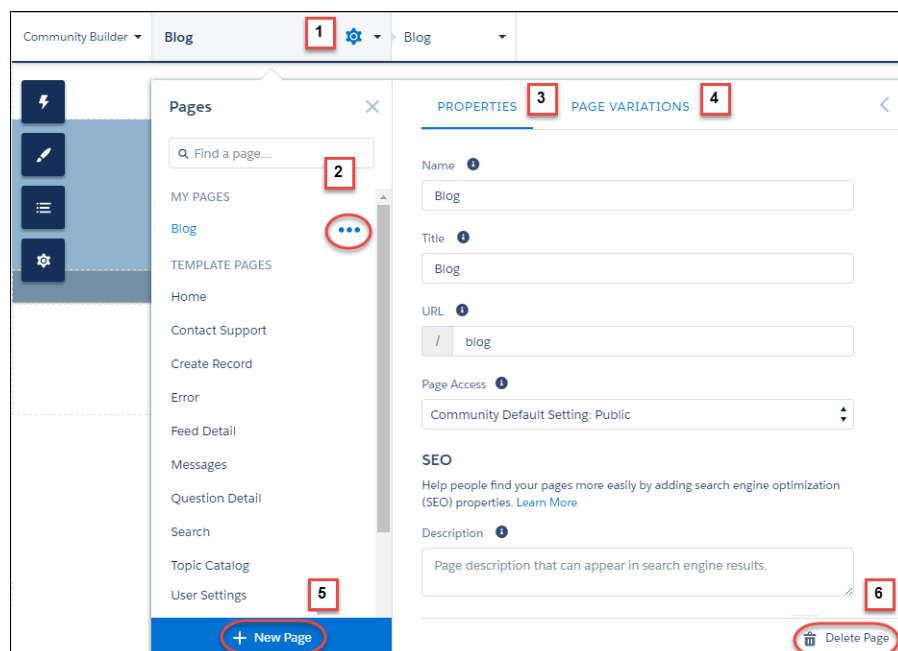 Community Builder Blog 1 Blog
Pages
Find a page...
2
MY PAGES
Blog
TEMPLATE PAGES
Home
Contact Support
Create Record
Error
Feed Detail
Messages
Question Detail
Search
Topic Catalog
User Settings
5
+ New Page
PROPERTIES 3 PAGE VARIATIONS 4
Name
Blog
Title
Blog
URL
/ blog
Page Access
Community Default Setting: Public
SEO
Help people find your pages more easily by adding search engine optimization
(SEO) properties. Learn More
Description
Page description that can appear in search engine results.
6
Delete Page